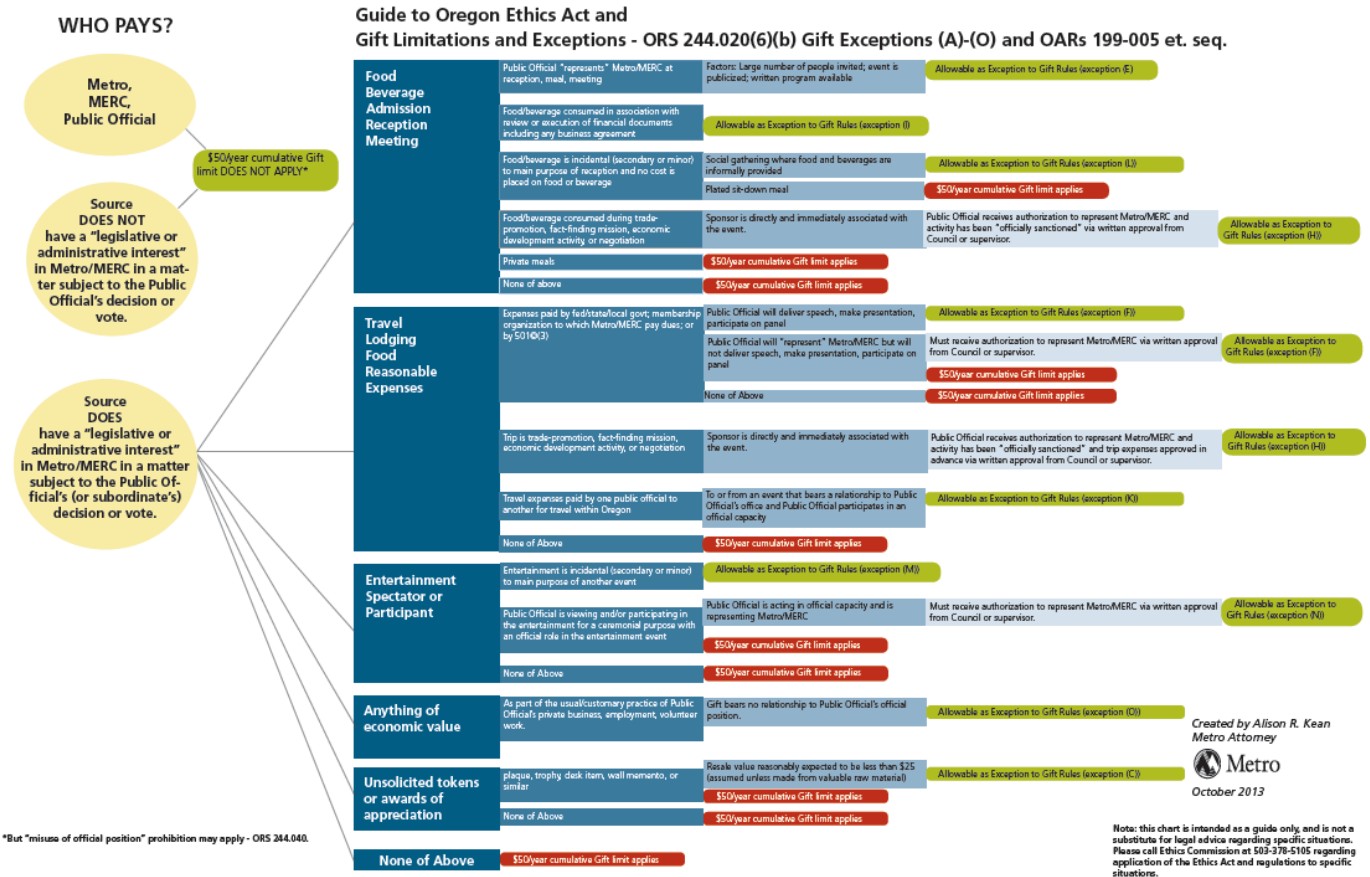 WHO PAYS?
Guide to Oregon Ethics Act and
Gift Limitations and Exceptions - ORS 244.020(6)(b) Gift Exceptions (A)-(O) and OARs 199-005 et. seq.
Metro,
MERC,
Public Official
$50/year cumulative Gift
limit DOES NOT APPLY*
Source
DOES NOT
have a “legislative or
administrative interest”
in Metro/MERC in a mat-
ter subject to the Public
Official’s decision or
vote.
Source
DOES
have a “legislative or
administrative interest”
in Metro/MERC in a matter
subject to the Public Of-
ficial’s (or subordinate’s)
decision or vote.
*But “misuse of official position” prohibition may apply - ORS 244.040.
Food
Beverage
Admission
Reception
Meeting
Public Official “represents” Metro/MERC at
reception, meal, meeting
Factors: Large number of people invited; event is
publicized; written program available
Allowable as Exception to Gift Rules (exception (E)
Food/beverage consumed in association with
review or execution of financial documents
including any business agreement
Allowable as Exception to Gift Rules (exception (I)
Food/beverage is incidental (secondary or minor)
to main purpose of reception and no cost is
placed on food or beverage
Social gathering where food and beverages are
informally provided
Allowable as Exception to Gift Rules (exception (L))
Plated sit-down meal
$50/year cumulative Gift limit applies
Food/beverage consumed during trade-
promotion, fact-finding mission, economic
development activity, or negotiation
Sponsor is directly and immediately associated with
the event.
Public Official receives authorization to represent Metro/MERC and
activity has been “officially sanctioned” via written approval from
Council or supervisor.
Allowable as Exception to
Gift Rules (exception (H))
Private meals
$50/year cumulative Gift limit applies
None of above
$50/year cumulative Gift limit applies
Travel
Lodging
Food
Reasonable
Expenses
Expenses paid by fed/state/local govt; membership
organization to which Metro/MERC pay dues; or
by 501©(3)
Public Official will deliver speech, make presentation,
participate on panel
Allowable as Exception to Gift Rules (exception (F))
Public Official will “represent” Metro/MERC but will
not deliver speech, make presentation, participate on
panel
Must receive authorization to represent Metro/MERC via written approval
from Council or supervisor.
Allowable as Exception to
Gift Rules (exception (F))
$50/year cumulative Gift limit applies
None of Above
$50/year cumulative Gift limit applies
Trip is trade-promotion, fact-finding mission,
economic development activity, or negotiation
Sponsor is directly and immediately associated with
the event.
Public Official receives authorization to represent Metro/MERC and
activity has been “officially sanctioned” and trip expenses approved in
advance via written approval from Council or supervisor.
Allowable as Exception to
Gift Rules (exception (H))
Travel expenses paid by one public official to
another for travel within Oregon
To or from an event that bears a relationship to Public
Official’s office and Public Official participates in an
official capacity
Allowable as Exception to Gift Rules (exception (K))
None of Above
$50/year cumulative Gift limit applies
Entertainment
Spectator or
Participant
Entertainment is incidental (secondary or minor)
to main purpose of another event
Allowable as Exception to Gift Rules (exception (M))
Public Official is viewing and/or participating in
the entertainment for a ceremonial purpose with
an official role in the entertainment event
Public Official is acting in official capacity and is
representing Metro/MERC
Must receive authorization to represent Metro/MERC via written approval
from Council or supervisor.
Allowable as Exception to
Gift Rules (exception (N))
$50/year cumulative Gift limit applies
None of Above
$50/year cumulative Gift limit applies
Anything of
economic value
As part of the usual/customary practice of Public
Official’s private business, employment, volunteer
work.
Gift bears no relationship to Public Official’s official
position.
Allowable as Exception to Gift Rules (exception (O))
Unsolicited tokens
or awards of
appreciation
plaque, trophy, desk item, wall memento, or
similar
Resale value reasonably expected to be less than $25
(assumed unless made from valuable raw material)
Allowable as Exception to Gift Rules (exception (C))
$50/year cumulative Gift limit applies
None of Above
$50/year cumulative Gift limit applies
None of Above
$50/year cumulative Gift limit applies
Created by Alison R. Kean
Metro Attorney
Metro
October 2013
Note: this chart is intended as a guide only, and is not a
substitute for legal advice regarding specific situations.
Please call Ethics Commission at 503-378-5105 regarding
application of the Ethics Act and regulations to specific
situations.